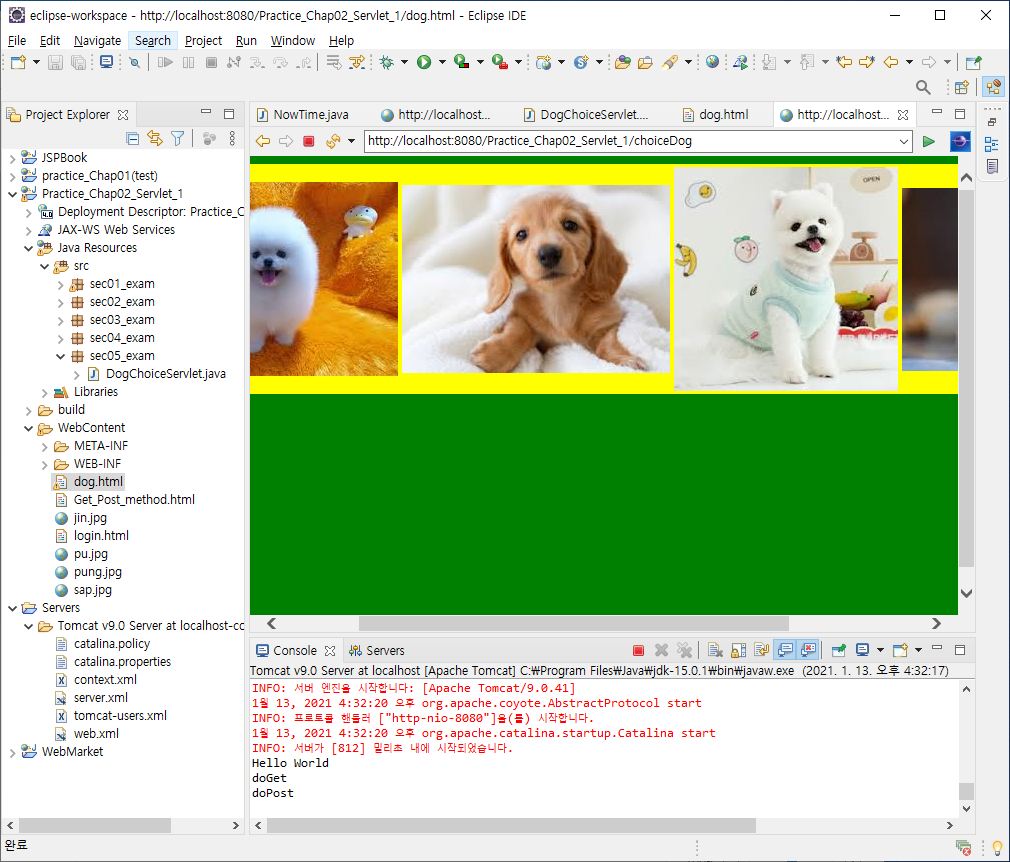 eclipse-workspace - http://localhost:8080/Practice_Chap02_Servlet_1/dog.html - Eclipse IDE
File Edit Navigate Search Project Run Window Help
Project Explorer
NowTime.java
http://localhost...
DogChoiceServlet....
dog.html
http://localhost...
http://localhost:8080/Practice_Chap02_Servlet_1/choiceDog
JSPBook
practice_Chap01(test)
Practice_Chap02_Servlet_1
Deployment Descriptor: Practice_C
JAX-WS Web Services
Java Resources
src
sec01_exam
sec02_exam
sec03_exam
sec04_exam
sec05_exam
DogChoiceServlet.java
Libraries
build
WebContent
META-INF
WEB-INF
dog.html
Get_Post_method.html
jin.jpg
login.html
pu.jpg
pung.jpg
sap.jpg
Servers
Tomcat v9.0 Server at localhost-cc
catalina.policy
catalina.properties
context.xml
server.xml
tomcat-users.xml
web.xml
WebMarket
OPEN
Console
Servers
Tomcat v9.0 Server at localhost [Apache Tomcat] C:₩Program Files₩Java₩jdk-15.0.1₩bin₩javaw.exe (2021. 1. 13. 오후 4:32:17)
INFO: 서버 엔진을 시작합니다: [Apache Tomcat/9.0.41]
1월 13, 2021 4:32:20 오후 org.apache.coyote.AbstractProtocol start
INFO: 프로토콜 핸들러 ["http-nio-8080"]을(를) 시작합니다.
1월 13, 2021 4:32:20 오후 org.apache.catalina.startup.Catalina start
INFO: 서버가 [812] 밀리초 내에 시작되었습니다.
Hello World
doGet
doPost
완료